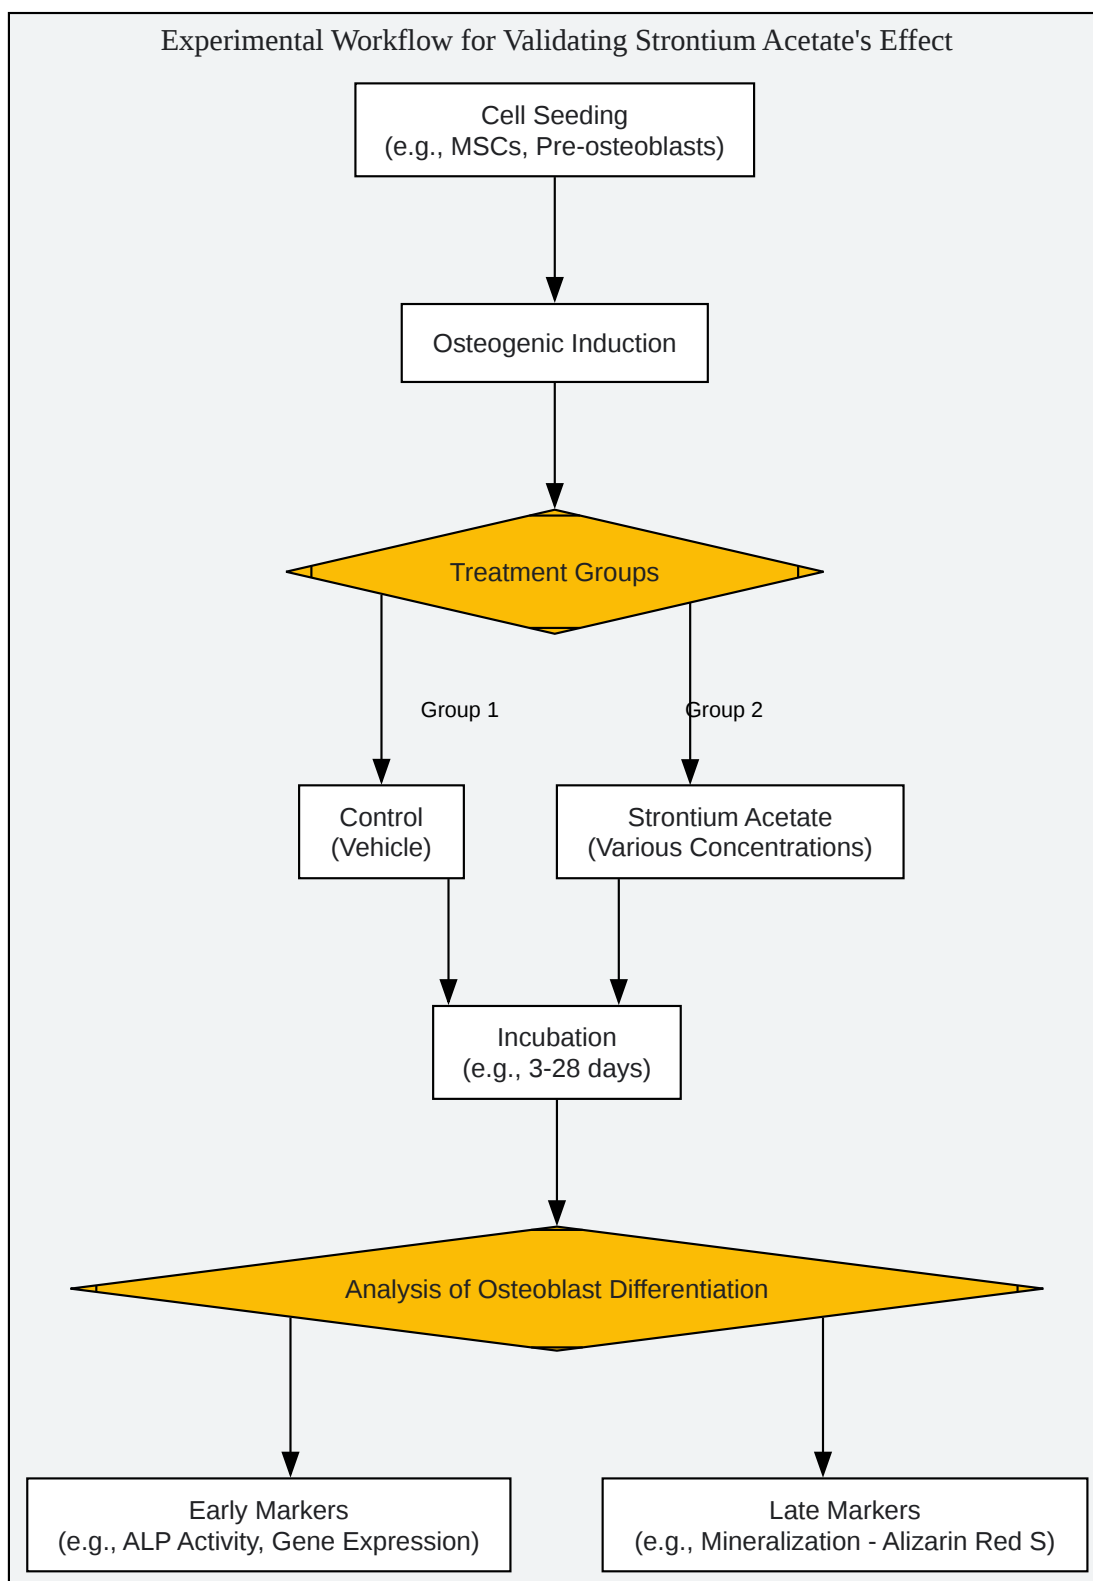 Experimental Workflow for Validating Strontium Acetate's Effect
Cell Seeding
(e.g., MSCs, Pre-osteoblasts)
Osteogenic Induction
Treatment Groups
Group 1
Group 2
Control
(Vehicle)
Strontium Acetate
(Various Concentrations)
Incubation
(e.g., 3-28 days)
Analysis of Osteoblast Differentiation
Early Markers
(e.g., ALP Activity, Gene Expression)
Late Markers
(e.g., Mineralization - Alizarin Red S)